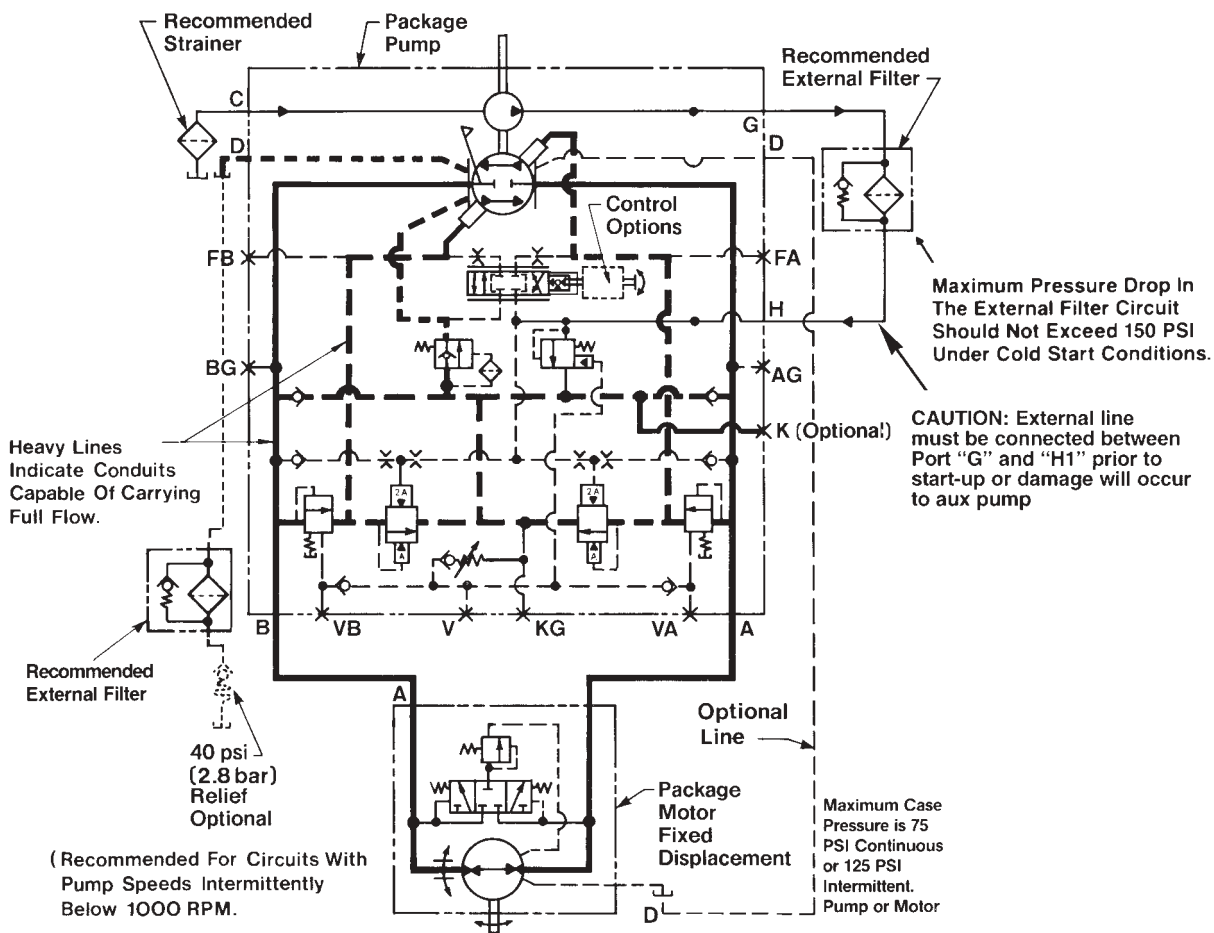 Recommended
Strainer
Package
Pump
Recommended
External Filter
C
G
D
D
Control
Options
FB
FA
H
Maximum Pressure Drop In
The External Filter Circuit
Should Not Exceed 150 PSI
Under Cold Start Conditions.
BG
AG
K (Optional)
CAUTION: External line
must be connected between
Port “G” and “H1” prior to
start-up or damage will occur
to aux pump
Heavy Lines
Indicate Conduits
Capable Of Carrying
Full Flow.
2A
2A
A
A
B
VB
V
KG
VA
A
Recommended
External Filter
A
Optional
Line
40 psi
(2.8 bar)
Relief
Optional
Package
Motor
Fixed
Displacement
Maximum Case
Pressure is 75
PSI Continuous
or 125 PSI
Intermittent.
Pump or Motor
(Recommended For Circuits With
Pump Speeds Intermittently
Below 1000 RPM.
D